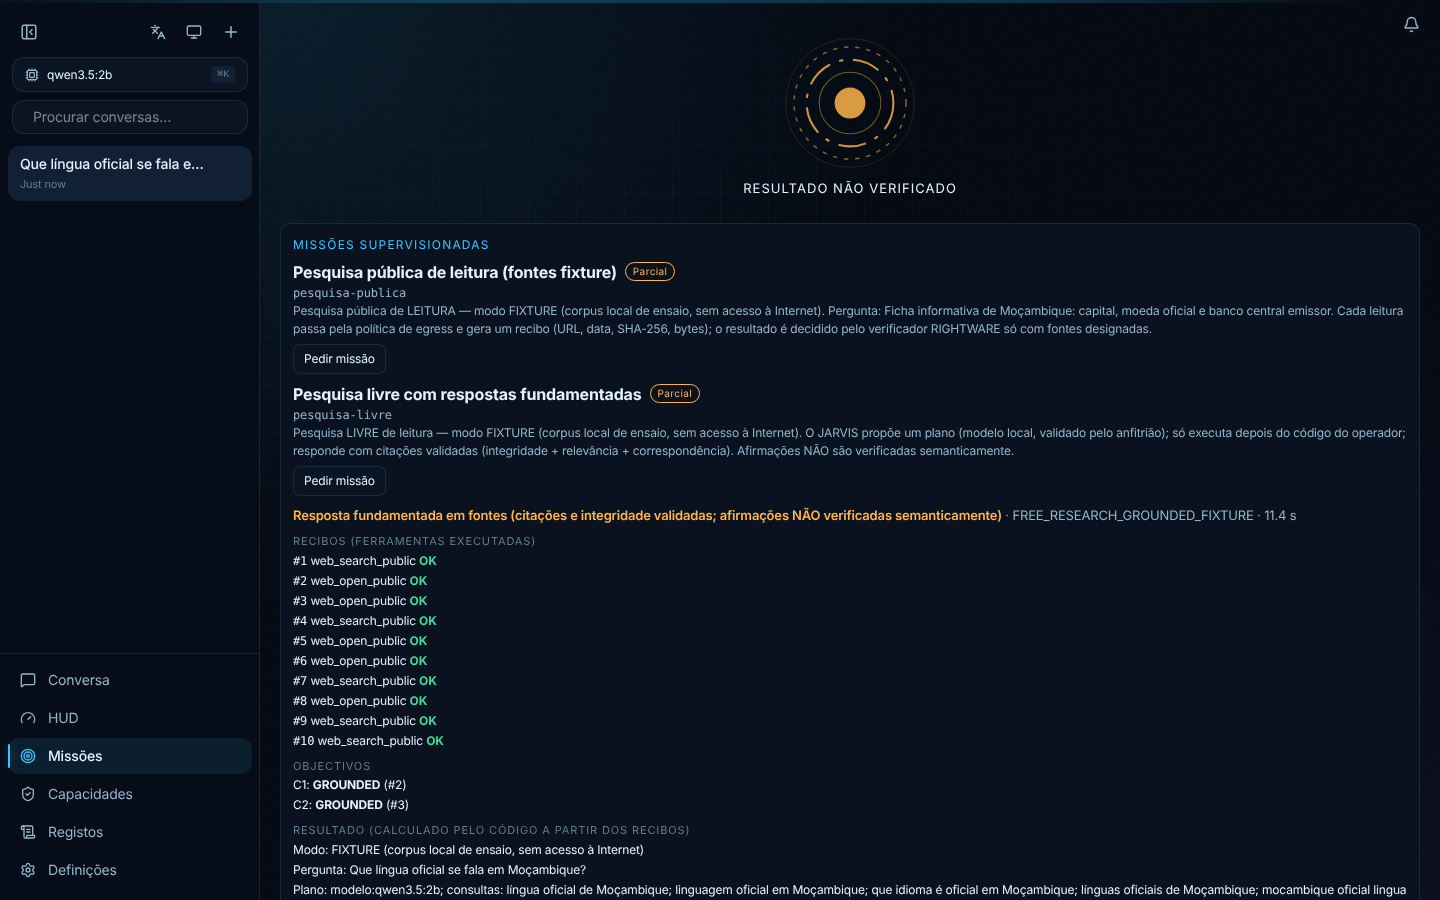 qwen3.5:2b
⌘K
Procurar conversas...
Que língua oficial se fala e...
Just now
Conversa
HUD
Missões
Capacidades
Registos
Definições
RESULTADO NÃO VERIFICADO
MISSÕES SUPERVISIONADAS
Pesquisa pública de leitura (fontes fixture) Parcial
pesquisa-publica
Pesquisa pública de LEITURA — modo FIXTURE (corpus local de ensaio, sem acesso à Internet). Pergunta: Ficha informativa de Moçambique: capital, moeda oficial e banco central emissor. Cada leitura
passa pela política de egress e gera um recibo (URL, data, SHA-256, bytes); o resultado é decidido pelo verificador RIGHTWARE só com fontes designadas.
Pedir missão
Pesquisa livre com respostas fundamentadas Parcial
pesquisa-livre
Pesquisa LIVRE de leitura — modo FIXTURE (corpus local de ensaio, sem acesso à Internet). O JARVIS propõe um plano (modelo local, validado pelo anfitrião); só executa depois do código do operador;
responde com citações validadas (integridade + relevância + correspondência). Afirmações NÃO são verificadas semanticamente.
Pedir missão
Resposta fundamentada em fontes (citações e integridade validadas; afirmações NÃO verificadas semanticamente) · FREE_RESEARCH_GROUNDED_FIXTURE · 11.4 s
RECIBOS (FERRAMENTAS EXECUTADAS)
#1 web_search_public OK
#2 web_open_public OK
#3 web_open_public OK
#4 web_search_public OK
#5 web_open_public OK
#6 web_open_public OK
#7 web_search_public OK
#8 web_open_public OK
#9 web_search_public OK
#10 web_search_public OK
OBJECTIVOS
C1: GROUNDED (#2)
C2: GROUNDED (#3)
RESULTADO (CALCULADO PELO CÓDIGO A PARTIR DOS RECIBOS)
Modo: FIXTURE (corpus local de ensaio, sem acesso à Internet)
Pergunta: Que língua oficial se fala em Moçambique?
Plano: modelo:qwen3.5:2b; consultas: língua oficial de Moçambique; linguagem oficial em Moçambique; que idioma é oficial em Moçambique; línguas oficiais de Moçambique; mocambique oficial lingua